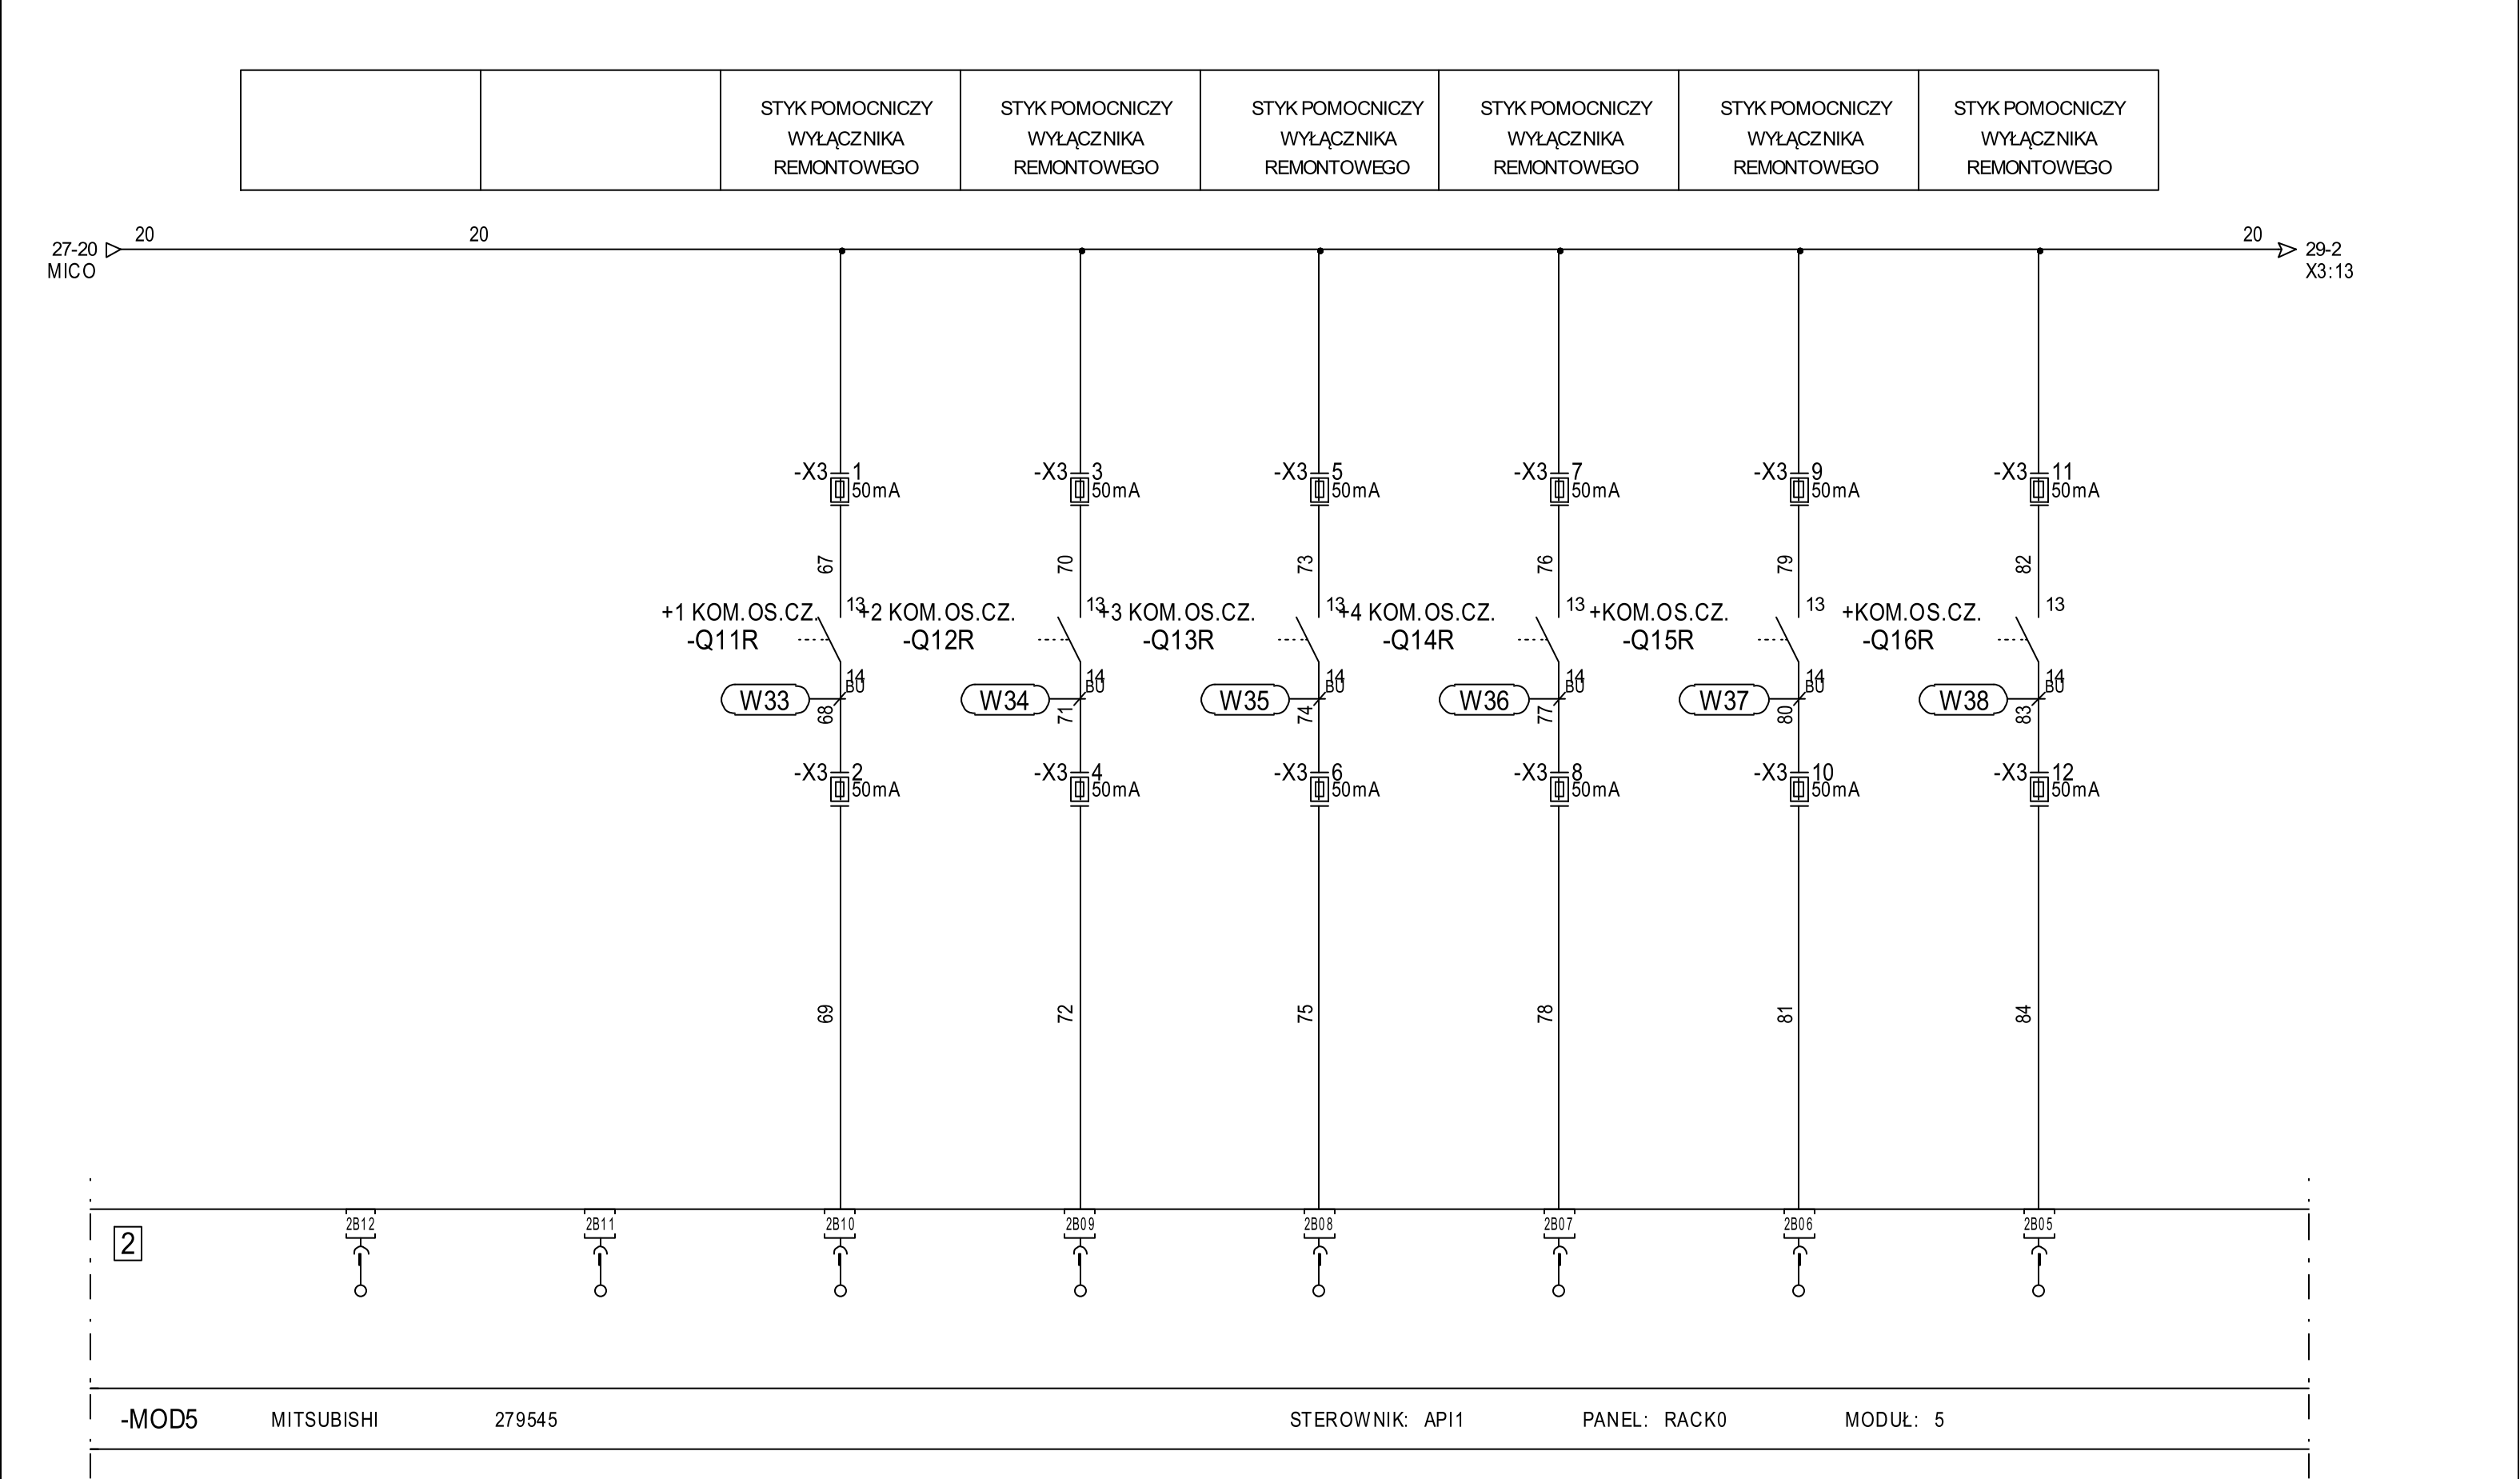 STYK POMOCNICZY STYK POMOCNICZY STYK POMOCNICZY STYK POMOCNICZY STYK POMOCNICZY STYK POMOCNICZY
WYŁĄCZNIKA WYŁĄCZNIKA WYŁĄCZNIKA WYŁĄCZNIKA WYŁĄCZNIKA WYŁĄCZNIKA
REMONTOWEGO REMONTOWEGO REMONTOWEGO REMONTOWEGO REMONTOWEGO REMONTOWEGO
20 20 20
27-20 29-2
MICO X3:13
-X3 1 -X3 3 -X3 5 -X3 7 -X3 9 -X3 11
50mA 50mA 50mA 50mA 50mA 50mA
67 70 73 76 79 82
13 13 13 13 13 13
+1 KOM.OS.CZ. +2 KOM.OS.CZ. +3 KOM.OS.CZ. +4 KOM.OS.CZ. +KOM.OS.CZ. +KOM.OS.CZ.
-Q11R -Q12R -Q13R -Q14R -Q15R -Q16R
14 14 14 14 14 14
BU BU BU BU BU BU
W33 W34 W35 W36 W37 W38
68 71 74 77 80 83
-X3 2 -X3 4 -X3 6 -X3 8 -X3 10 -X3 12
50mA 50mA 50mA 50mA 50mA 50mA
69 72 75 78 81 84
2B12 2B11 2B10 2B09 2B08 2B07 2B06 2B05
2
-MOD5 MITSUBISHI 279545 STEROWNIK: API1 PANEL: RACK0 MODUŁ: 5